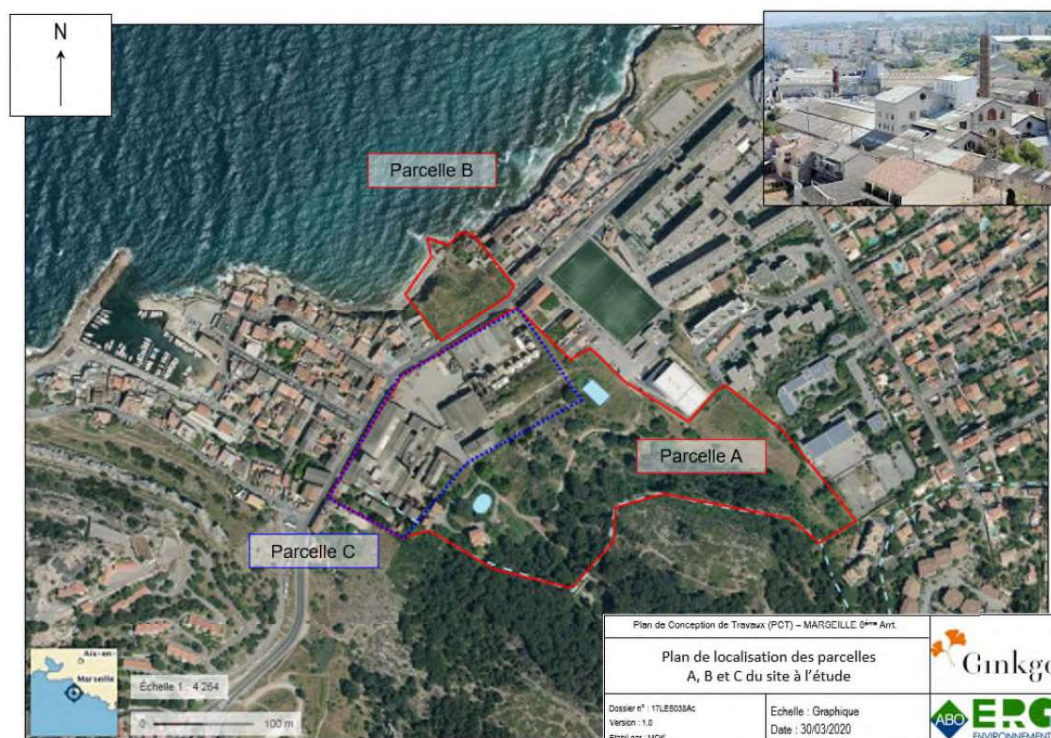 N
Parcelle B
Parcelle A
Parcelle C
Aix-en-
Marseille
Échelle 1 : 4 264
0
100 m
Plan de Conception de Travaux (PCT) – MARSEILLE 8ème Arrt.
Plan de localisation des parcelles
A, B et C du site à l'étude
Dossier n° : 17LES038Ac
Version : 1.0
Echelle : Graphique
Date : 30/03/2020
Ginkgo
ABO
ERG
ENVIRONNEMENT